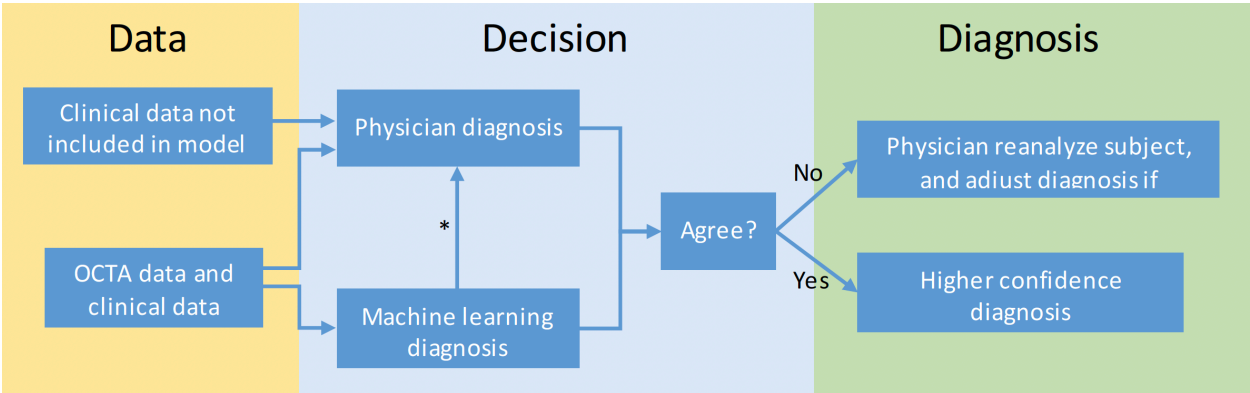 Data
Decision
Diagnosis
Clinical data not
included in model
OCTA data and
clinical data
Physician diagnosis
*
Machine learning
diagnosis
Agree?
No
Yes
Physician reanalyze subject,
and adjust diagnosis if
Higher confidence
diagnosis